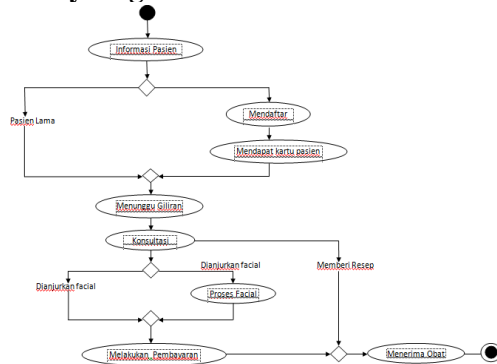 Informasi Pasien
Mendaftar
Pasien Lama
Mendapat kartu pasien
Menunggu Giliran
Konsultasi
Dianjurkan facial
Memberi Resep
Dianjurkan facial
Proses Facial
Melakukan Pembayaran
Menerima Obat